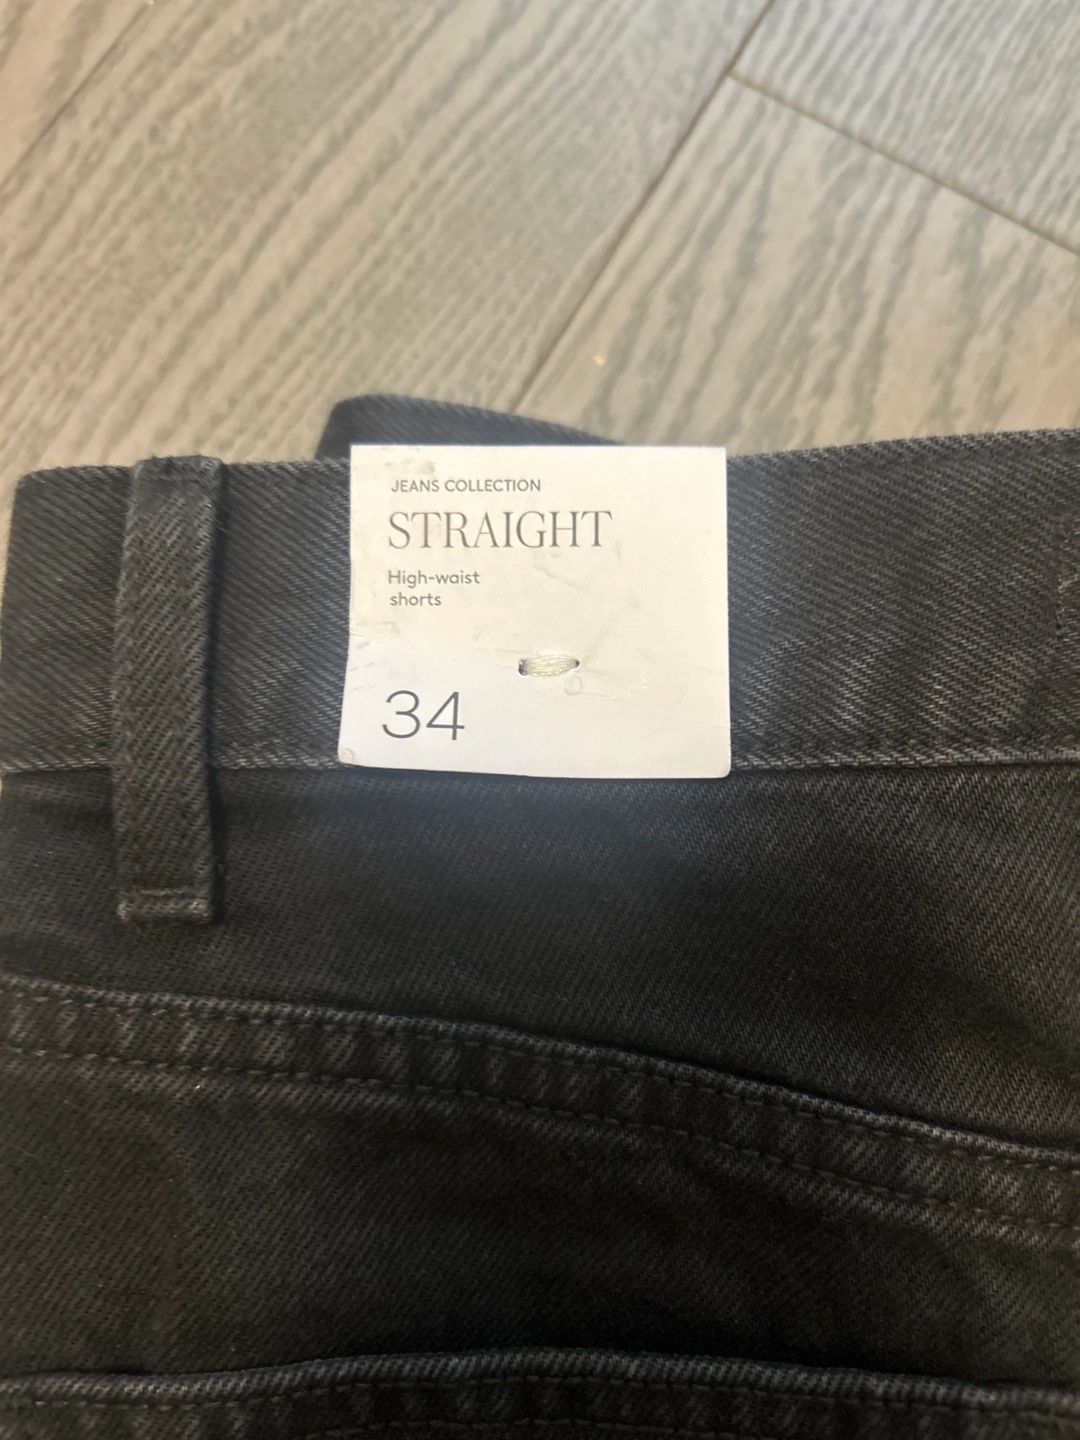 JEANS COLLECTION
STRAIGHT
High-waist
shorts
34